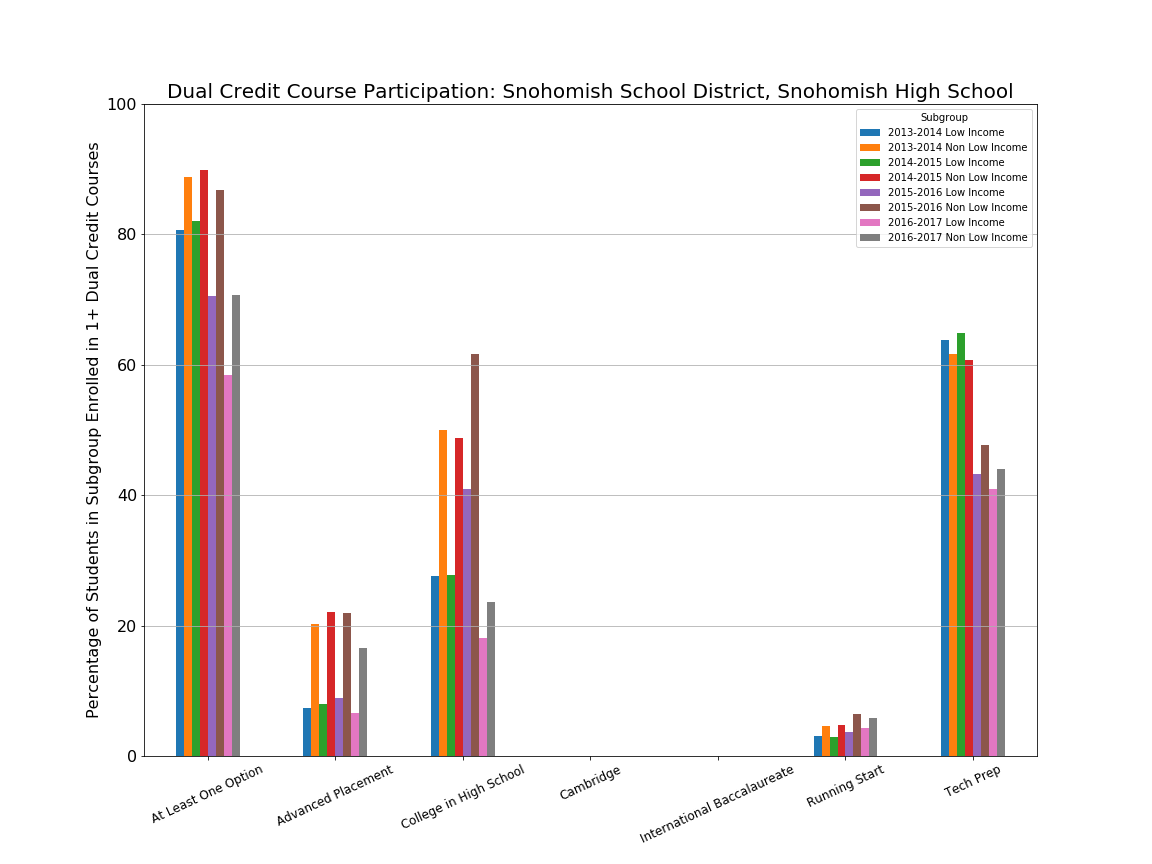 Dual Credit Course Participation: Snohomish School District, Snohomish High School
Percentage of Students in Subgroup Enrolled in 1+ Dual Credit Courses
100
80
60
40
20
0
Subgroup
2013-2014 Low Income
2013-2014 Non Low Income
2014-2015 Low Income
2014-2015 Non Low Income
2015-2016 Low Income
2015-2016 Non Low Income
2016-2017 Low Income
2016-2017 Non Low Income
At Least One Option
Advanced Placement
College in High School
Cambridge
International Baccalaureate
Running Start
Tech Prep